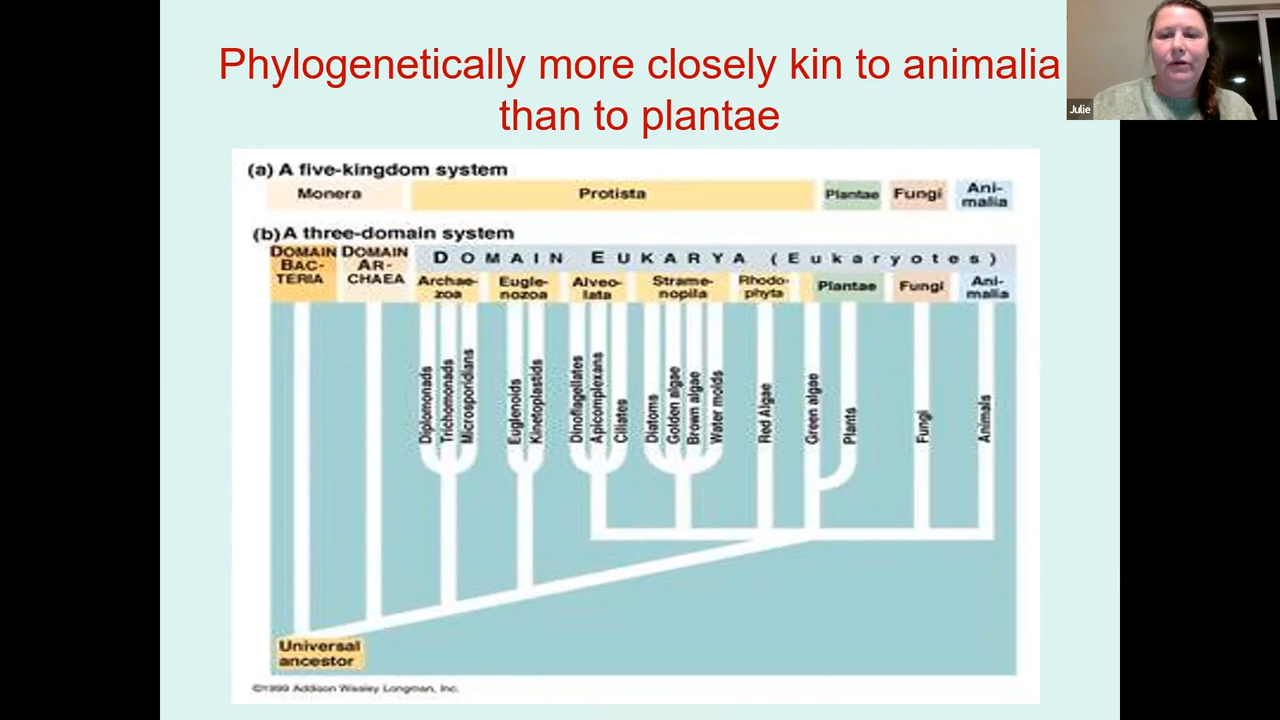 Phylogenetically more closely kin to animalia
than to plantae
Julie
(a) A five-kingdom system
Monera
Protista
Plantae
Fungi
Ani-
malia
(b) A three-domain system
DOMAIN
BAC-
TERIA
DOMAIN
AR-
CHAEA
DOMAIN EUKARYA (Eukaryotes)
Archae-
zoa
Eugle-
nozoa
Alveo-
lata
Strame-
nopila
Rhodo-
phyta
Plantae
Fungi
Ani-
malia
Diplomonads
Trichomonads
Microsporidians
Euglenoids
Kinetoplastids
Dinoflagellates
Apicomplexans
Ciliates
Diatoms
Golden algae
Brown algae
Water molds
Red Algae
Green algae
Plants
Fungi
Animals
Universal
ancestor
©1999 Addison Wesley Longman, Inc.